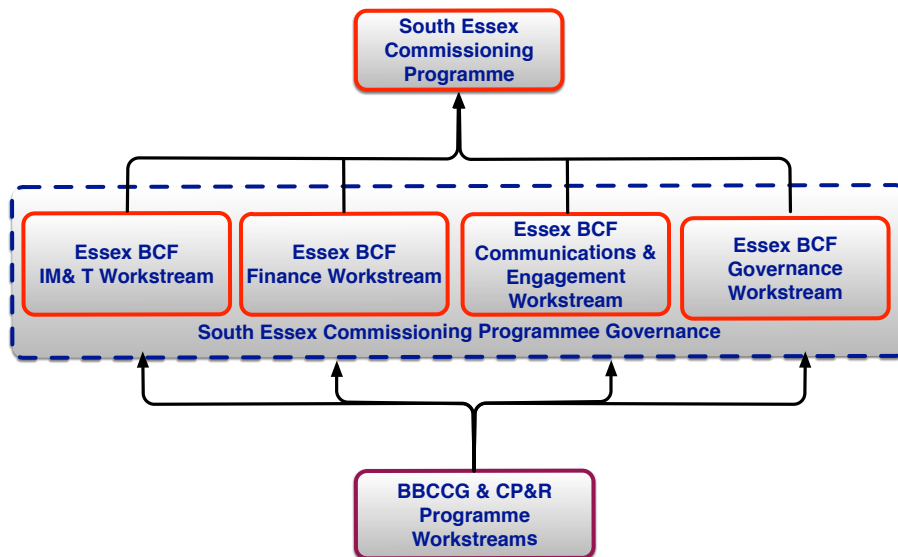 South Essex
Commissioning
Programme
Essex BCF
IM& T Workstream
Essex BCF
Finance Workstream
Essex BCF
Communications &
Engagement
Workstream
Essex BCF
Governance
Workstream
South Essex Commissioning Programmee Governance
BBCCG & CP&R
Programme
Workstreams